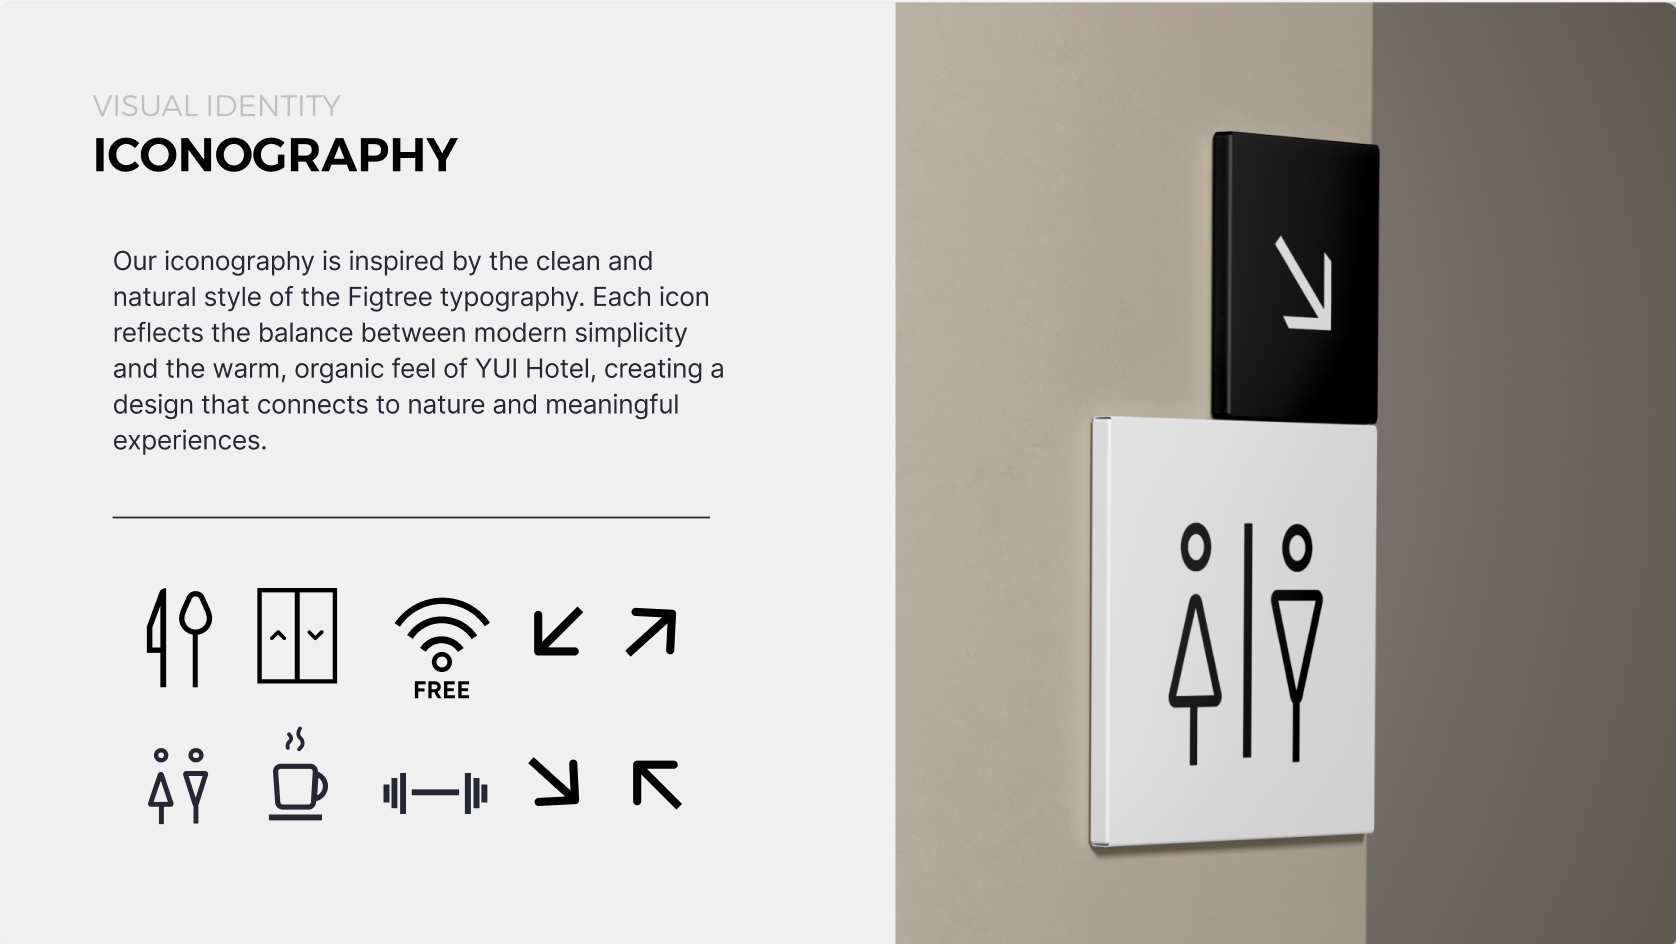 VISUAL IDENTITY
ICONOGRAPHY
Our iconography is inspired by the clean and
natural style of the Figtree typography. Each icon
reflects the balance between modern simplicity
and the warm, organic feel of YUI Hotel, creating a
design that connects to nature and meaningful
experiences.
FREE